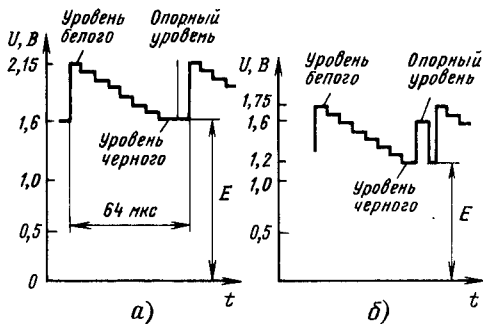 U, В
Уровень
белого
Опорный
уровень
2,15
1,6
Уровень
черного
1,0
E
64 мкс
0,5
0
t
а)
U, В
Уровень
белого
Опорный
уровень
1,75
1,6
1,2
1,0
Уровень
черного
E
0,5
t
б)